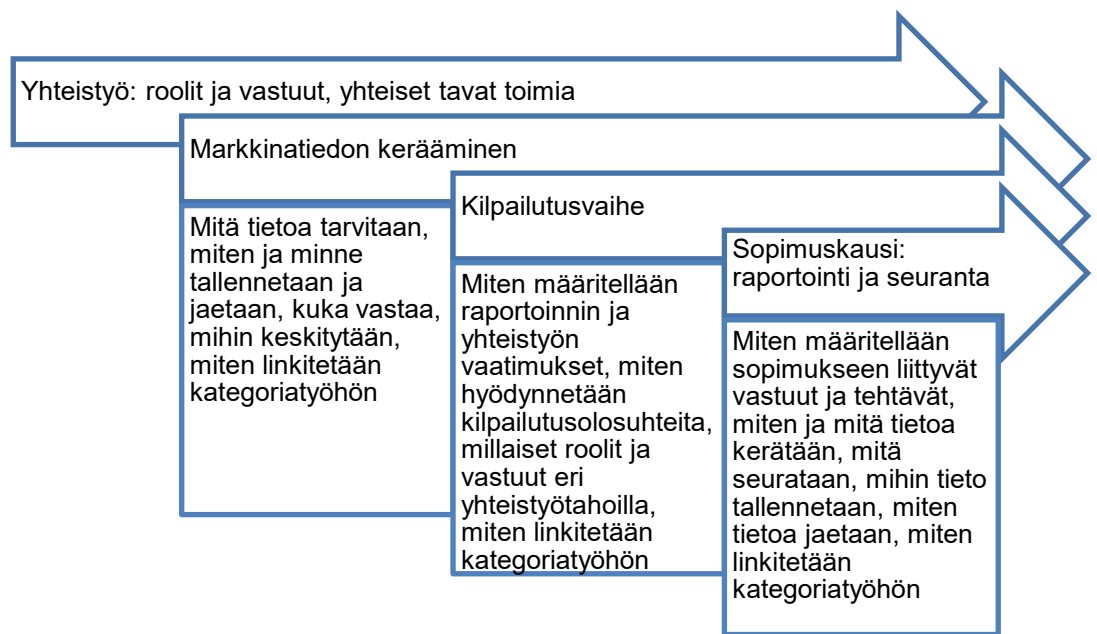 Yhteistyö: roolit ja vastuut, yhteiset tavat toimia
Markkinatiedon kerääminen
Mitä tietoa tarvitaan,
miten ja minne
tallennetaan ja
jaetaan, kuka vastaa,
mihin keskitytään,
miten linkitetään
kategoriatyöhön
Kilpailutusvaihe
Miten määritellään
raportoinnin ja
yhteistyön
vaatimukset, miten
hyödynnetään
kilpailutusolosuhteita,
millaiset roolit ja
vastuut eri
yhteistyötahoilla,
miten linkitetään
kategoriatyöhön
Sopimuskausi:
raportointi ja seuranta
Miten määritellään
sopimukseen liittyvät
vastuut ja tehtävät,
miten ja mitä tietoa
kerätään, mitä
seurataan, mihin tieto
tallennetaan, miten
tietoa jaetaan, miten
linkitetään
kategoriatyöhön